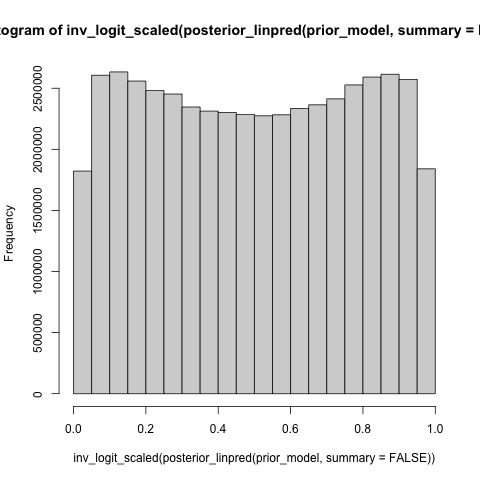 togram of inv_logit_scaled(posterior_linpred(prior_model, summary =
2500000
2000000
1500000
1000000
500000
0
Frequency
0.0 0.2 0.4 0.6 0.8 1.0
inv_logit_scaled(posterior_linpred(prior_model, summary = FALSE))